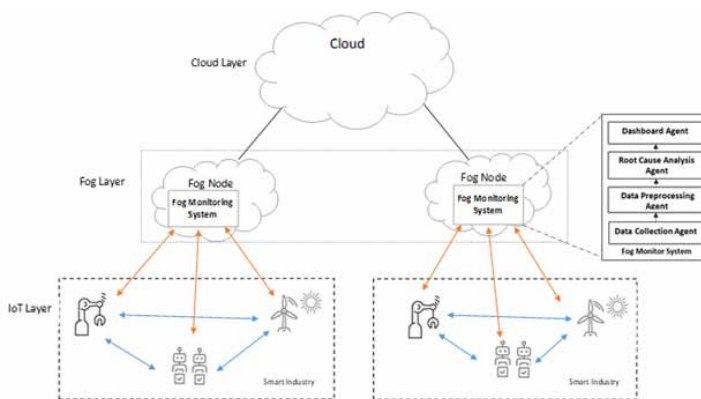 Cloud
Cloud Layer
Fog Layer
Fog Node
Fog Monitoring
System
Fog Node
Fog Monitoring
System
Dashboard Agent
Root Cause Analysis
Agent
Data Preprocessing
Agent
Data Collection Agent
Fog Monitor System
IoT Layer
Smart Industry
Smart Industry